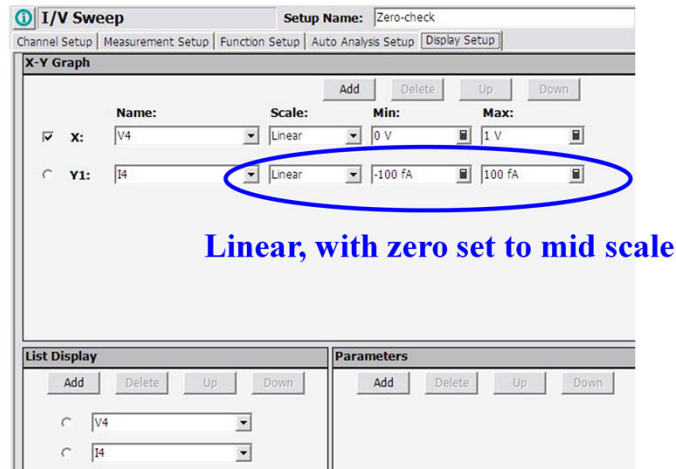 I/V Sweep Setup Name: Zero-check
Channel Setup Measurement Setup Function Setup Auto Analysis Setup Display Setup
X-Y Graph
Add Delete Up Down
Name: Scale: Min: Max:
X: V4 Linear 0 V 1 V
Y1: I4 Linear -100 fA 100 fA
Linear, with zero set to mid scale
List Display Parameters
Add Delete Up Down Add Delete Up Down
V4
I4